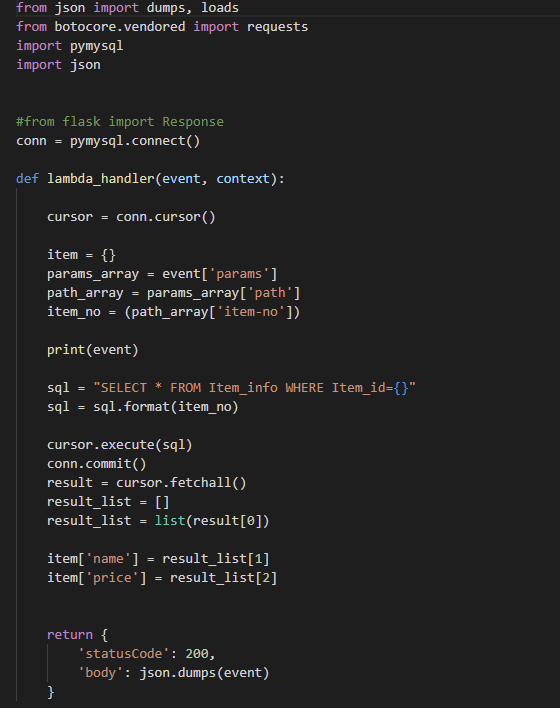 from json import dumps, loads
from botocore.vendored import requests
import pymysql
import json
#from flask import Response
conn = pymysql.connect()
def lambda_handler(event, context):
cursor = conn.cursor()
item = {}
params_array = event['params']
path_array = params_array['path']
item_no = (path_array['item-no'])
print(event)
sql = "SELECT * FROM Item_info WHERE Item_id={}"
sql = sql.format(item_no)
cursor.execute(sql)
conn.commit()
result = cursor.fetchall()
result_list = []
result_list = list(result[0])
item['name'] = result_list[1]
item['price'] = result_list[2]
return {
'statusCode': 200,
'body': json.dumps(event)
}